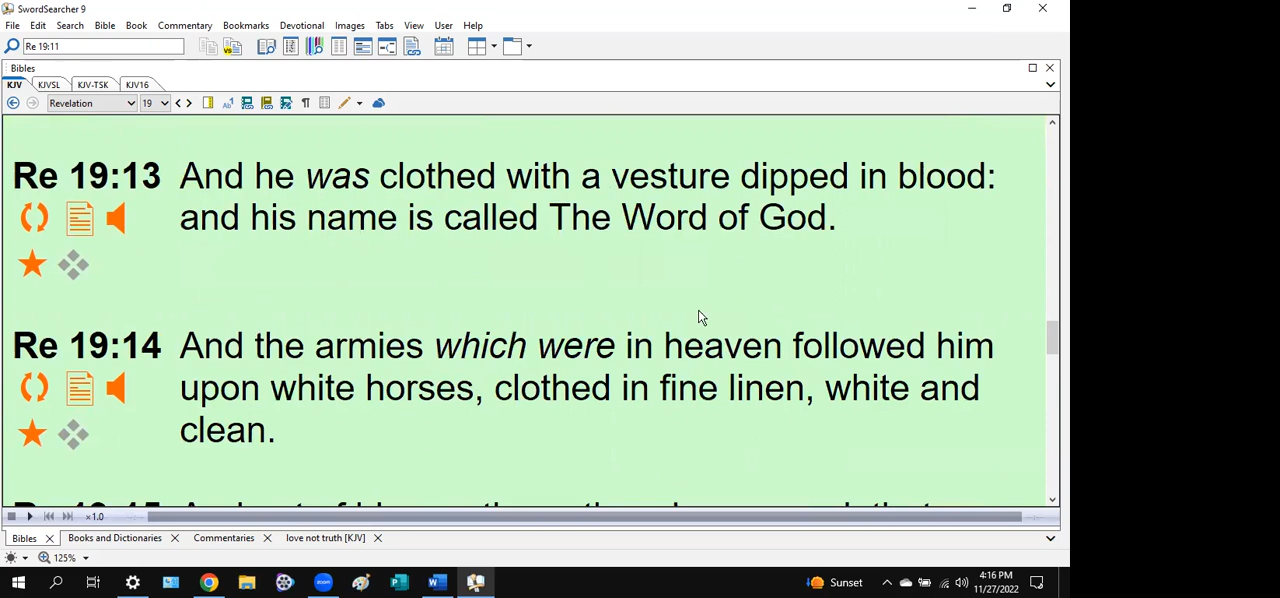 SwordSearcher 9
File Edit Search Bible Book Commentary Bookmarks Devotional Images Tabs View User Help
Re 19:11
Bibles
KJV KJVSL KJV-TSK KJV16
Revelation 19
Re 19:13 And he was clothed with a vesture dipped in blood:
and his name is called The Word of God.
Re 19:14 And the armies which were in heaven followed him
upon white horses, clothed in fine linen, white and
clean.
×1.0
Bibles Books and Dictionaries Commentaries love not truth [KJV]
125%
Sunset 4:16 PM
11/27/2022